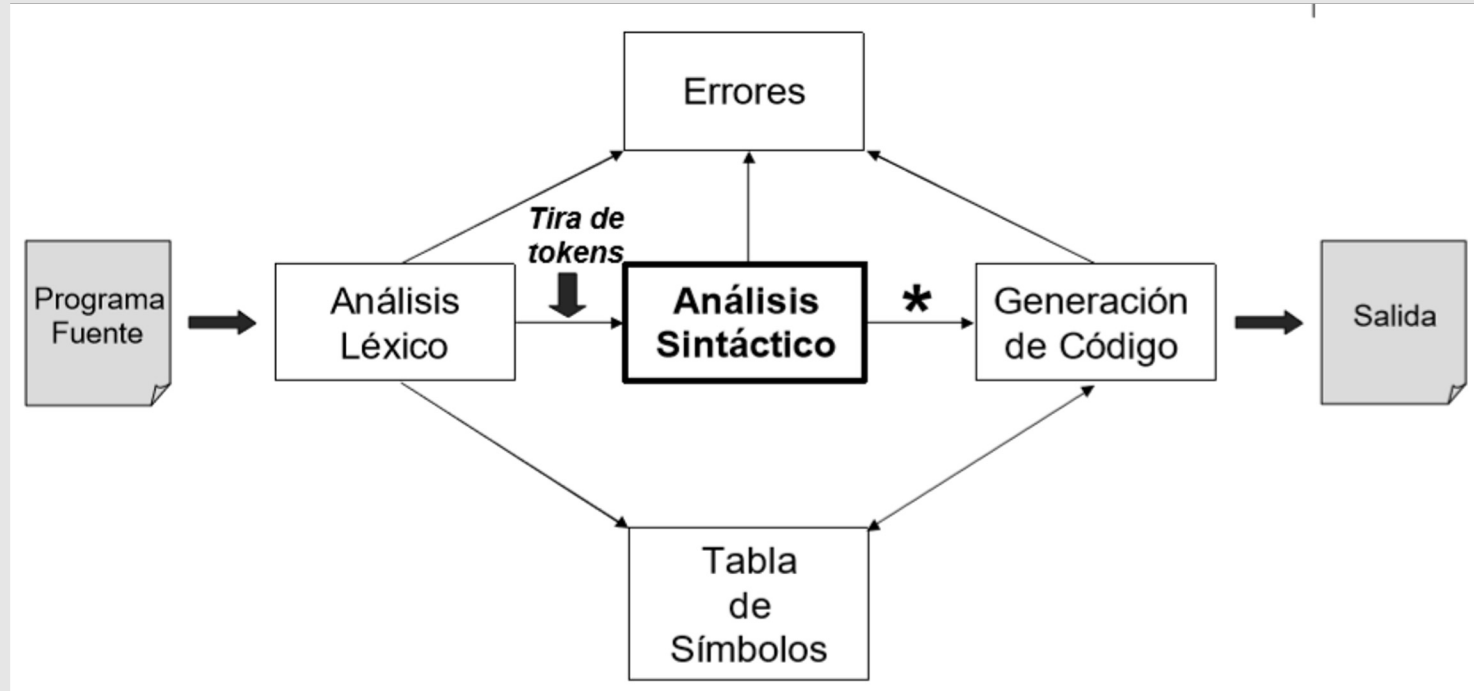 Errores
Tira de
tokens
Programa
Fuente
Análisis
Léxico
Análisis
Sintáctico
*
Generación
de Código
Salida
Tabla
de
Símbolos